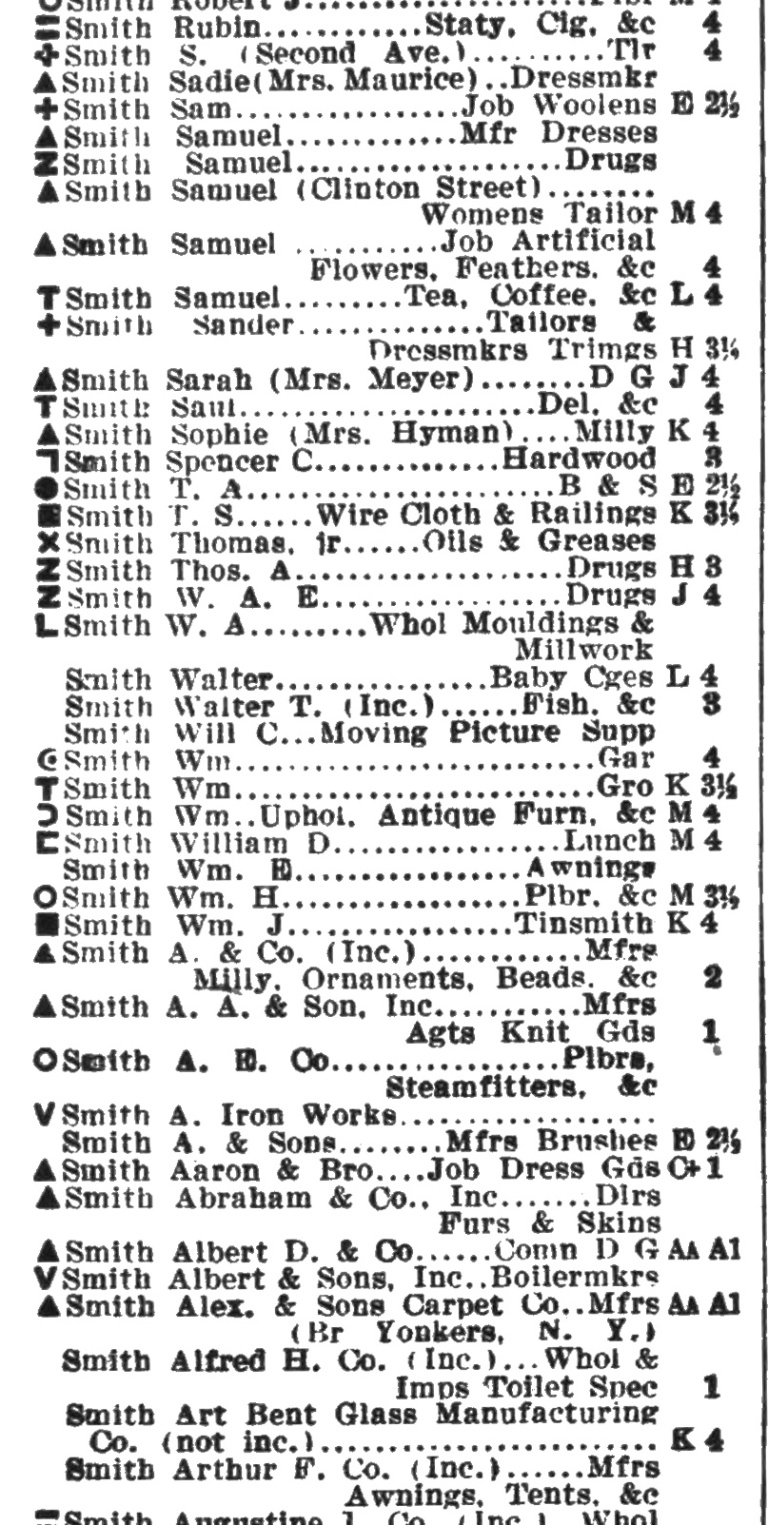 Smith Robert J
Smith Rubin............Staty, Cig, &c 4
Smith S. (Second Ave.)..........Tlr 4
▲Smith Sadie(Mrs. Maurice)..Dressmkr
+Smith Sam.................Job Woolens E 2½
▲Smith Samuel.............Mfr Dresses
Z Smith Samuel....................Drugs
▲Smith Samuel (Clinton Street)........
Womens Tailor M 4
▲Smith Samuel ..........Job Artificial
Flowers, Feathers, &c 4
T Smith Samuel.........Tea, Coffee, &c L 4
+Smith Sander..............Tailors &
Dressmkrs Trimgs H 3½
▲Smith Sarah (Mrs. Meyer)........D G J 4
T Smith Saul.......................Del, &c 4
▲Smith Sophie (Mrs. Hyman)....Milly K 4
Smith Spencer C..............Hardwood 3
●Smith T. A........................B & S E 2½
Smith T. S......Wire Cloth & Railings K 3½
×Smith Thomas, jr......Oils & Greases
Z Smith Thos. A....................Drugs H 3
Z Smith W. A. E..................Drugs J 4
L Smith W. A.........Whol Mouldings &
Millwork
Smith Walter................Baby Cges L 4
Smith Walter T. (Inc.)......Fish, &c 3
Smith Will C...Moving Picture Supp
Smith Wm............................Gar 4
T Smith Wm............................Gro K 3½
Smith Wm..Uphol, Antique Furn, &c M 4
Smith William D.................Lunch M 4
Smith Wm. E.................Awnings
O Smith Wm. H..................Plbr, &c M 3½
■Smith Wm. J.................Tinsmith K 4
▲Smith A. & Co. (Inc.)............Mfrs
Milly, Ornaments, Beads, &c 2
▲Smith A. A. & Son, Inc...........Mfrs
Agts Knit Gds 1
O Smith A. E. Co.................Plbrs,
Steamfitters, &c
V Smith A. Iron Works...................
Smith A. & Sons........Mfrs Brushes E 2½
▲Smith Aaron & Bro....Job Dress Gds C+ 1
▲Smith Abraham & Co., Inc.......Dlrs
Furs & Skins
▲Smith Albert D. & Co......Comn D G AA A1
V Smith Albert & Sons, Inc..Boilermkrs
▲Smith Alex. & Sons Carpet Co..Mfrs AA A1
(Br Yonkers, N. Y.)
Smith Alfred H. Co. (Inc.)...Whol &
Imps Toilet Spec 1
Smith Art Bent Glass Manufacturing
Co. (not inc.)......................... K 4
Smith Arthur F. Co. (Inc.)......Mfrs
Awnings, Tents, &c
Smith Augustine J. Co. (Inc.) Whol